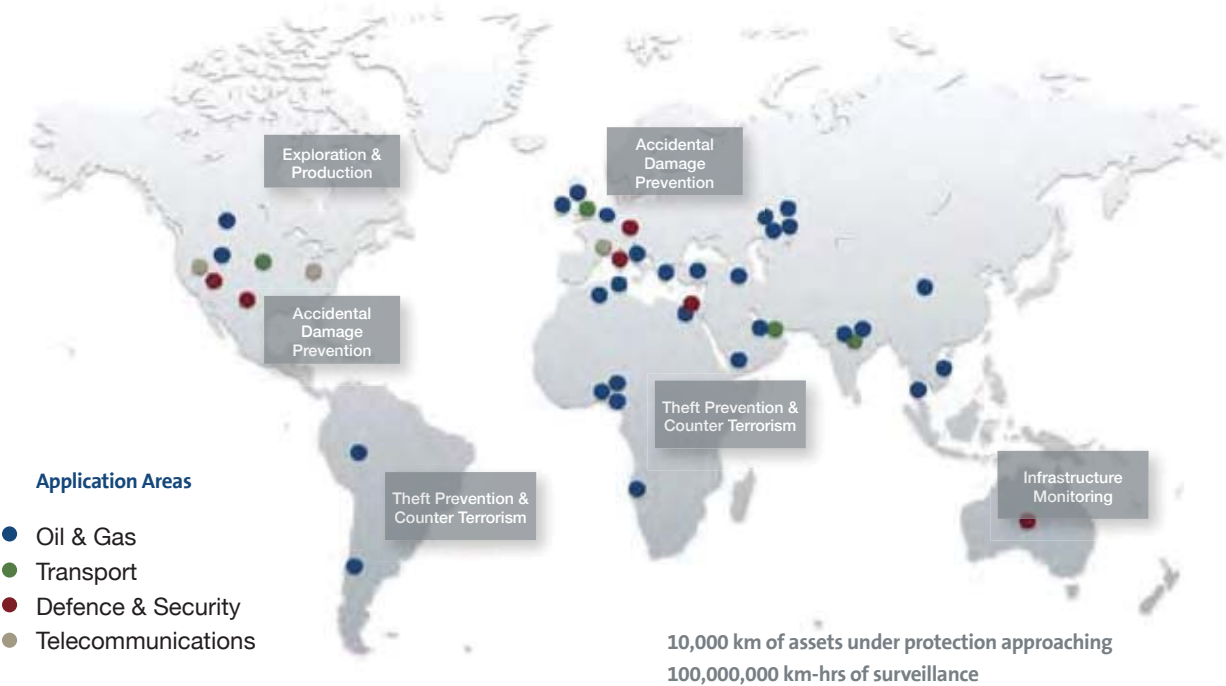 Exploration &
Production
Accidental
Damage
Prevention
Accidental
Damage
Prevention
Theft Prevention &
Counter Terrorism
Theft Prevention &
Counter Terrorism
Infrastructure
Monitoring
Application Areas
Oil & Gas
Transport
Defence & Security
Telecommunications
10,000 km of assets under protection approaching
100,000,000 km-hrs of surveillance